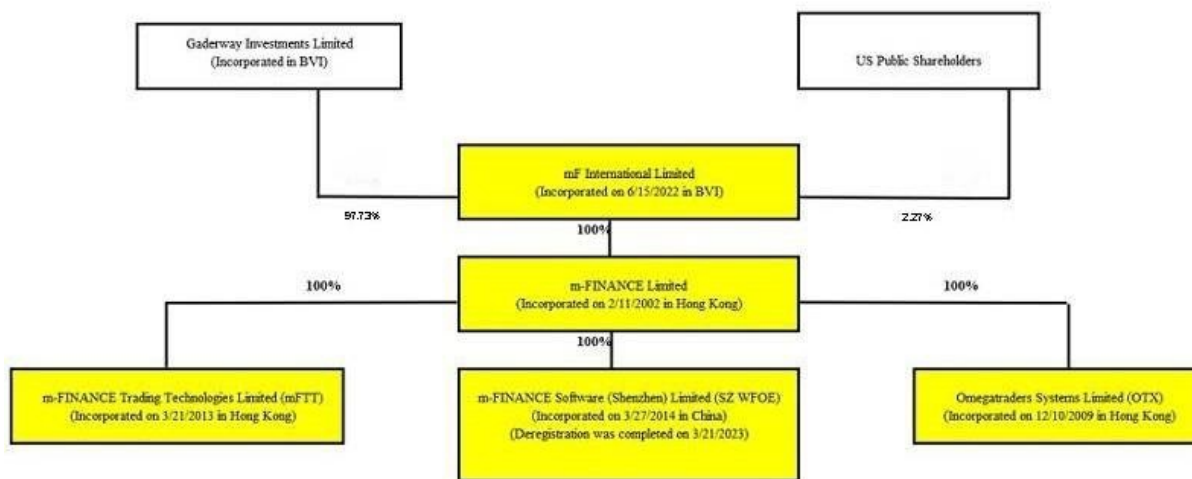 Gaderway Investments Limited
(Incorporated in BVI)
US Public Shareholders
mF International Limited
(Incorporated on 6/15/2022 in BVI)
97.73%
2.27%
100%
m-FINANCE Limited
(Incorporated on 2/11/2002 in Hong Kong)
100%
100%
100%
m-FINANCE Trading Technologies Limited (mFTT)
(Incorporated on 3/21/2013 in Hong Kong)
m-FINANCE Software (Shenzhen) Limited (SZ WFOE)
(Incorporated on 3/27/2014 in China)
(Deregistration was completed on 3/21/2023)
Omegatraders Systems Limited (OTX)
(Incorporated on 12/10/2009 in Hong Kong)